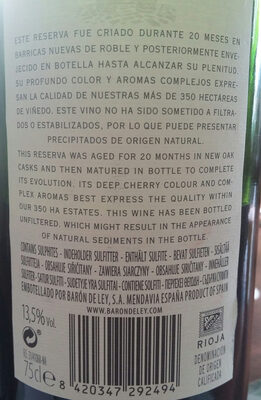 ESTE RESERVA FUE CRIADO DURANTE 20 MESES EN
BARRICAS NUEVAS DE ROBLE Y POSTERIORMENTE ENVE-
JECIDO EN BOTELLA HASTA ALCANZAR SU PLENITUD.
SU PROFUNDO COLOR Y AROMAS COMPLEJOS EXPRE-
SAN LA CALIDAD DE NUESTRAS MÁS DE 350 HECTÁREAS
DE VIÑEDO. ESTE VINO NO HA SIDO SOMETIDO A FILTRA-
DOS O ESTABILIZADOS, POR LO QUE PUEDE PRESENTAR
PRECIPITADOS DE ORIGEN NATURAL.
THIS RESERVA WAS AGED FOR 20 MONTHS IN NEW OAK
CASKS AND THEN MATURED IN BOTTLE TO COMPLETE
ITS EVOLUTION. ITS DEEP CHERRY COLOUR AND COM-
PLEX AROMAS BEST EXPRESS THE QUALITY WITHIN
OUR 350 HA ESTATES. THIS WINE HAS BEEN BOTTLED
UNFILTERED, WHICH MIGHT RESULT IN THE APPEARANCE
OF NATURAL SEDIMENTS IN THE BOTTLE.
CONTAINS SULPHITES - INDEHOLDER SULFITTER - ENTHÄLT SULFITE - BEVAT SULFIETEN - SISÄLTÄÄ
SULFIITTEJA - OBSAHUJE SIŘIČITANY - ZAWIERA SIARCZYNY - OBSAHUJE SIRIČITANY - INNEHÅLLER
EMBOTELLADO POR BARÓN DE LEY, S.A. MENDAVIA ESPAÑA PRODUCT OF SPAIN
WWW.BARONDELEY.COM
13,5% Vol.
75cl e
8 420347 292494
RIOJA
DENOMINACIÓN
DE ORIGEN
CALIFICADA